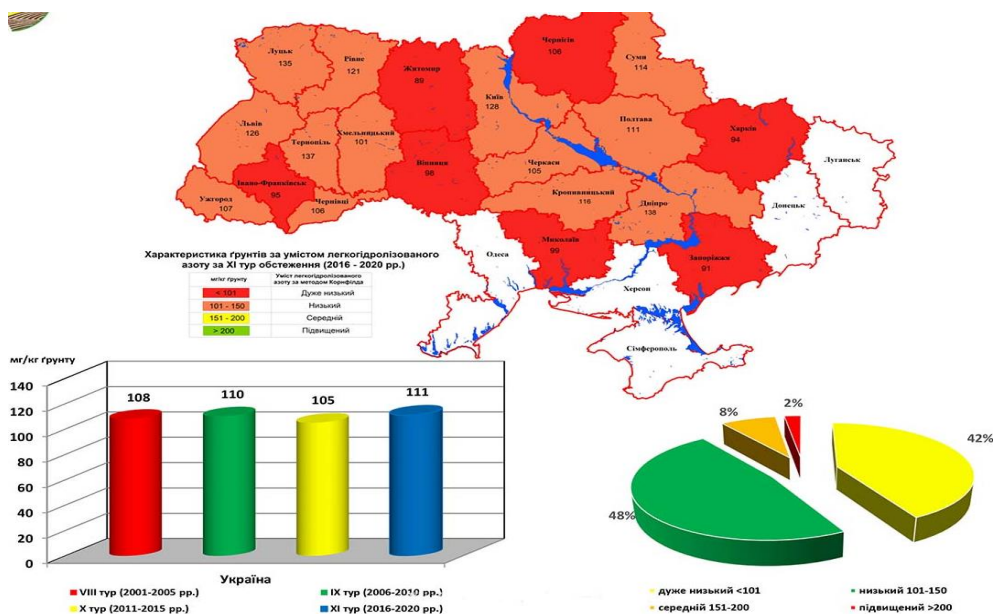 Луцьк
135
Рівне
121
Житомир
89
Чернігів
106
Суми
114
Київ
128
Львів
126
Тернопіль
137
Хмельницький
101
Вінниця
98
Полтава
111
Харків
94
Луганськ
Черкаси
105
Івано-Франківськ
95
Ужгород
107
Чернівці
106
Кропивницький
116
Дніпро
138
Донецьк
Миколаїв
99
Запоріжжя
91
Одеса
Херсон
Сімферополь
Характеристика ґрунтів за умістом легкогідролізованого
азоту за XI тур обстеження (2016 - 2020 рр.)
мг/кг ґрунту
Уміст легкогідролізованого
азоту за методом Корнфілда
< 101 Дуже низький
101 - 150 Низький
151 - 200 Середній
> 200 Підвищений
мг/кг ґрунту
140
120
100
80
60
40
20
0
108
110
105
111
Україна
VIII тур (2001-2005 рр.)
IX тур (2006-2010 рр.)
X тур (2011-2015 рр.)
XI тур (2016-2020 рр.)
8%
2%
42%
48%
дуже низький <101
низький 101-150
середній 151-200
підвищений >200